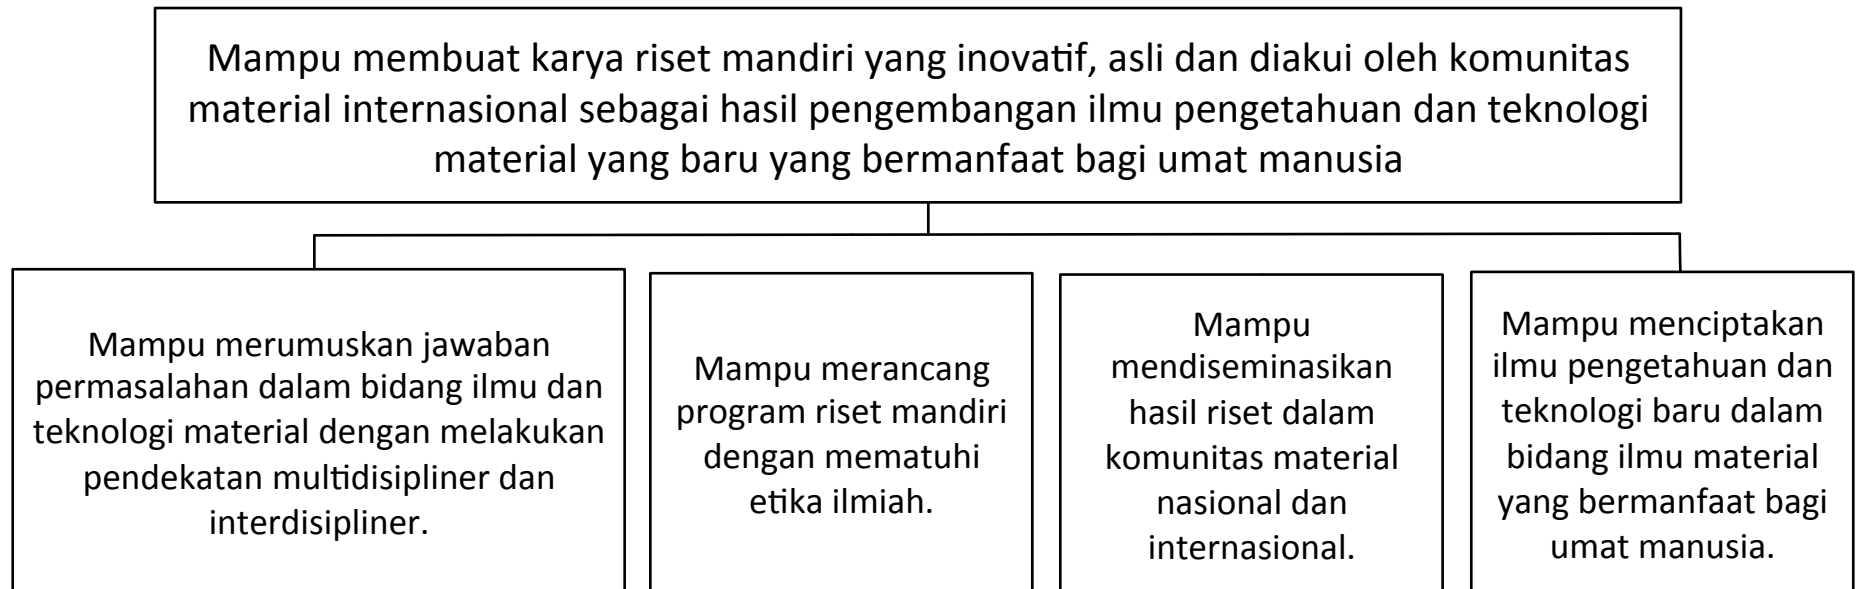 Mampu membuat karya riset mandiri yang inovatif, asli dan diakui oleh komunitas
material internasional sebagai hasil pengembangan ilmu pengetahuan dan teknologi
material yang baru yang bermanfaat bagi umat manusia
Mampu merumuskan jawaban
permasalahan dalam bidang ilmu dan
teknologi material dengan melakukan
pendekatan multidisipliner dan
interdisipliner.
Mampu merancang
program riset mandiri
dengan mematuhi
etika ilmiah.
Mampu
mendiseminasikan
hasil riset dalam
komunitas material
nasional dan
internasional.
Mampu menciptakan
ilmu pengetahuan dan
teknologi baru dalam
bidang ilmu material
yang bermanfaat bagi
umat manusia.